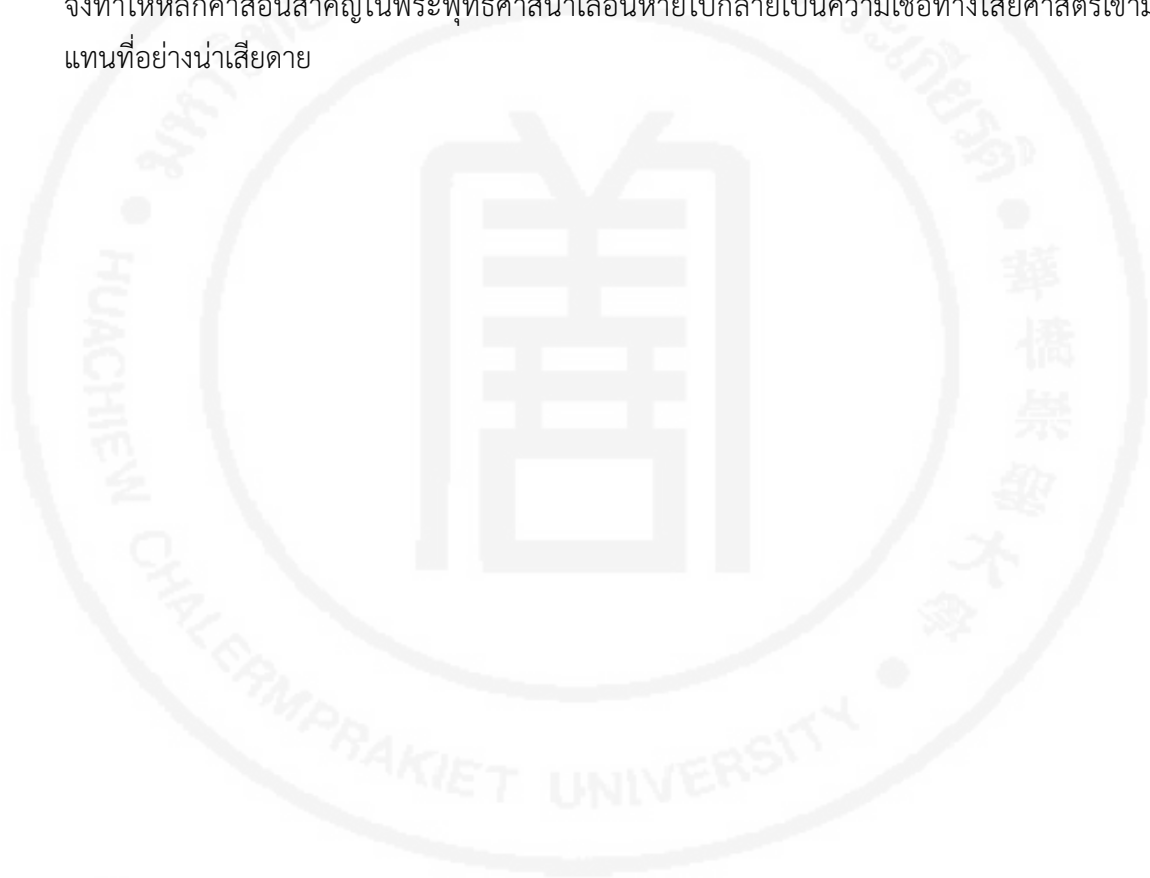 จึงทำให้หลักคำสอนสำคัญในพระพุทธศาสนาเลือนหายไปกลายเป็นความเชื่อทางไสยศาสตร์เข้ามา
แทนที่อย่างน่าเสียดาย
HUACHIEW CHALERMPRAKIET UNIVERSITY
華僑崇聖大學